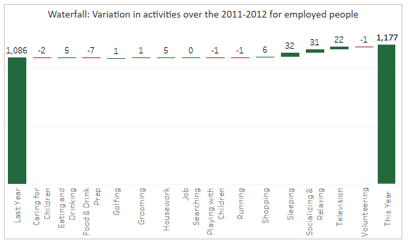 Waterfall: Variation in activities over the 2011-2012 for employed people
1,086 -2 5 -7 1 1 5 0 -1 -1 6 32 31 22 -1 1,177
Last Year
Caring for
Children
Eating and
Drinking
Food & Drink
Prep
Golfing
Grooming
Housework
Job
Searching
Playing with
Children
Running
Shopping
Sleeping
Socializing &
Relaxing
Television
Volunteering
This Year